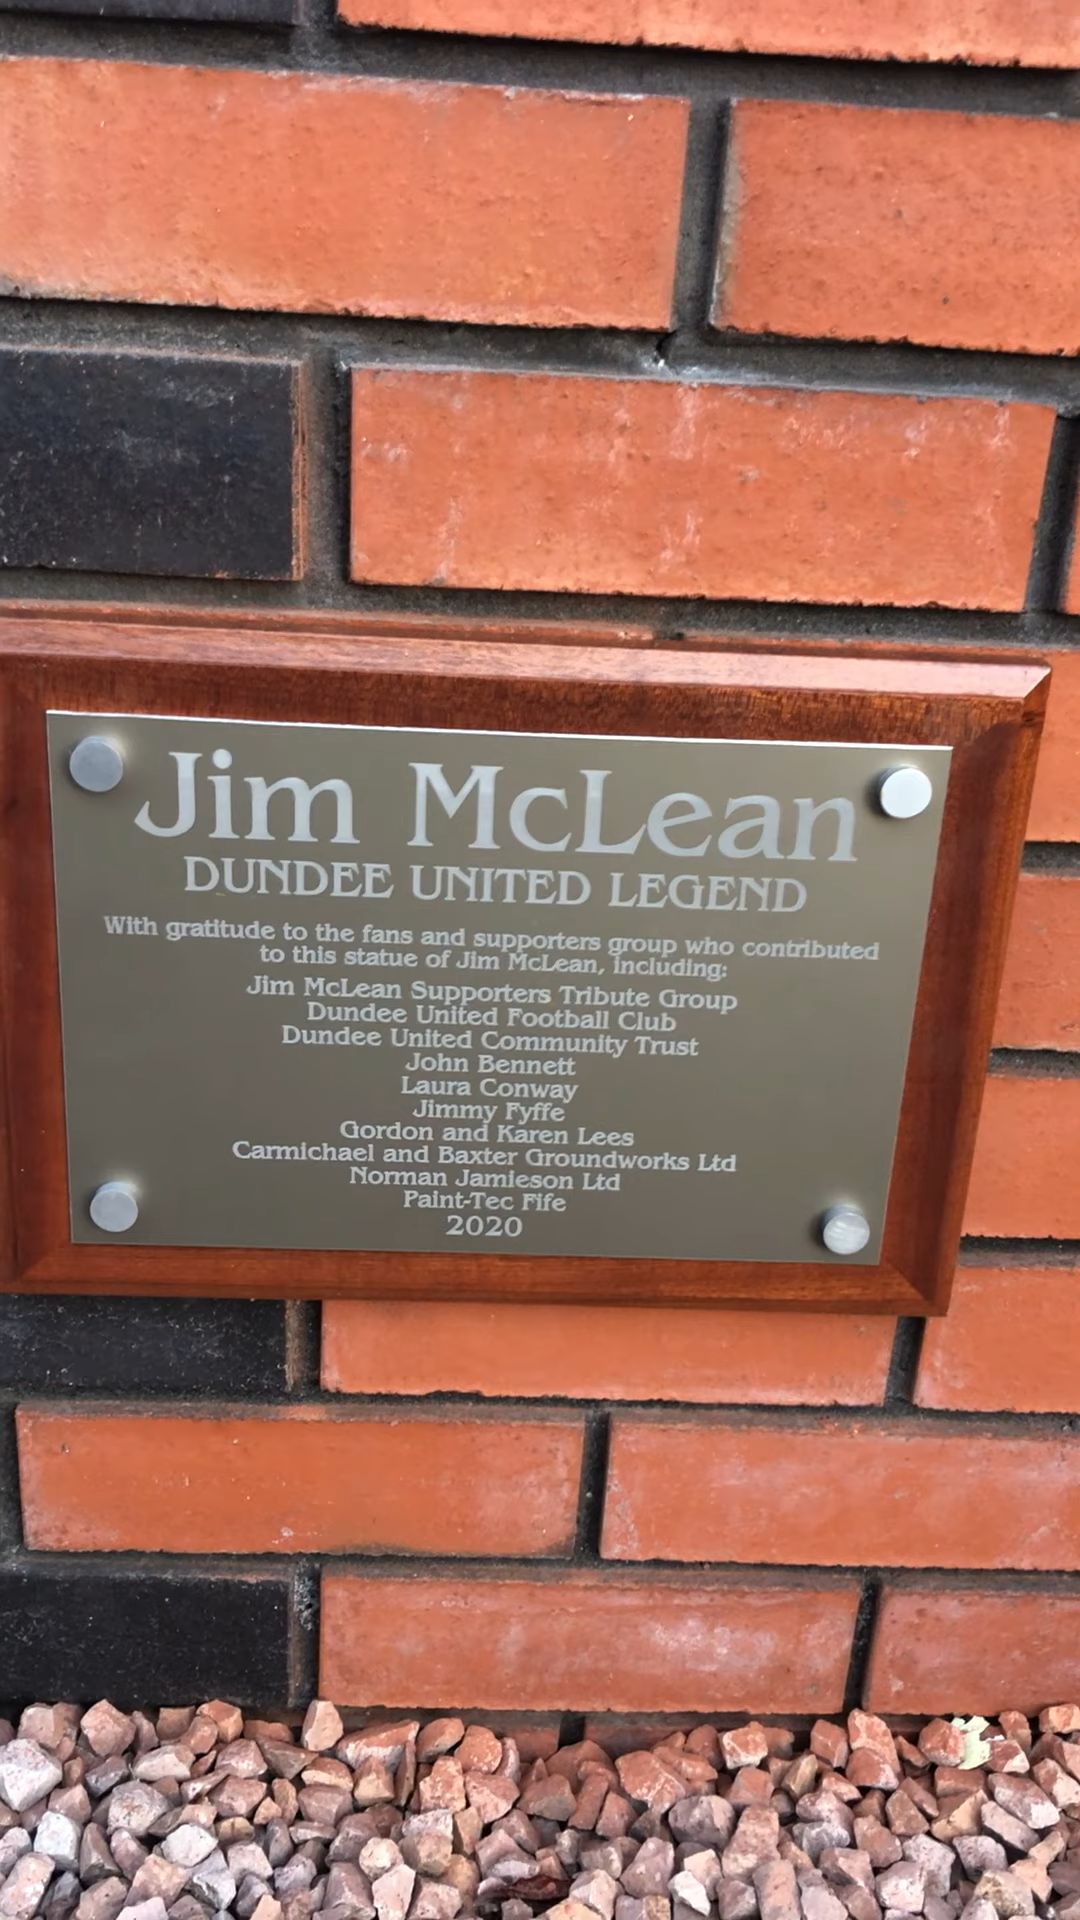 Jim McLean
DUNDEE UNITED LEGEND
With gratitude to the fans and supporters group who contributed
to this statue of Jim McLean, including:
Jim McLean Supporters Tribute Group
Dundee United Football Club
Dundee United Community Trust
John Bennett
Laura Conway
Jimmy Fyffe
Gordon and Karen Lees
Carmichael and Baxter Groundworks Ltd
Norman Jamieson Ltd
Paint-Tec Fife
2020